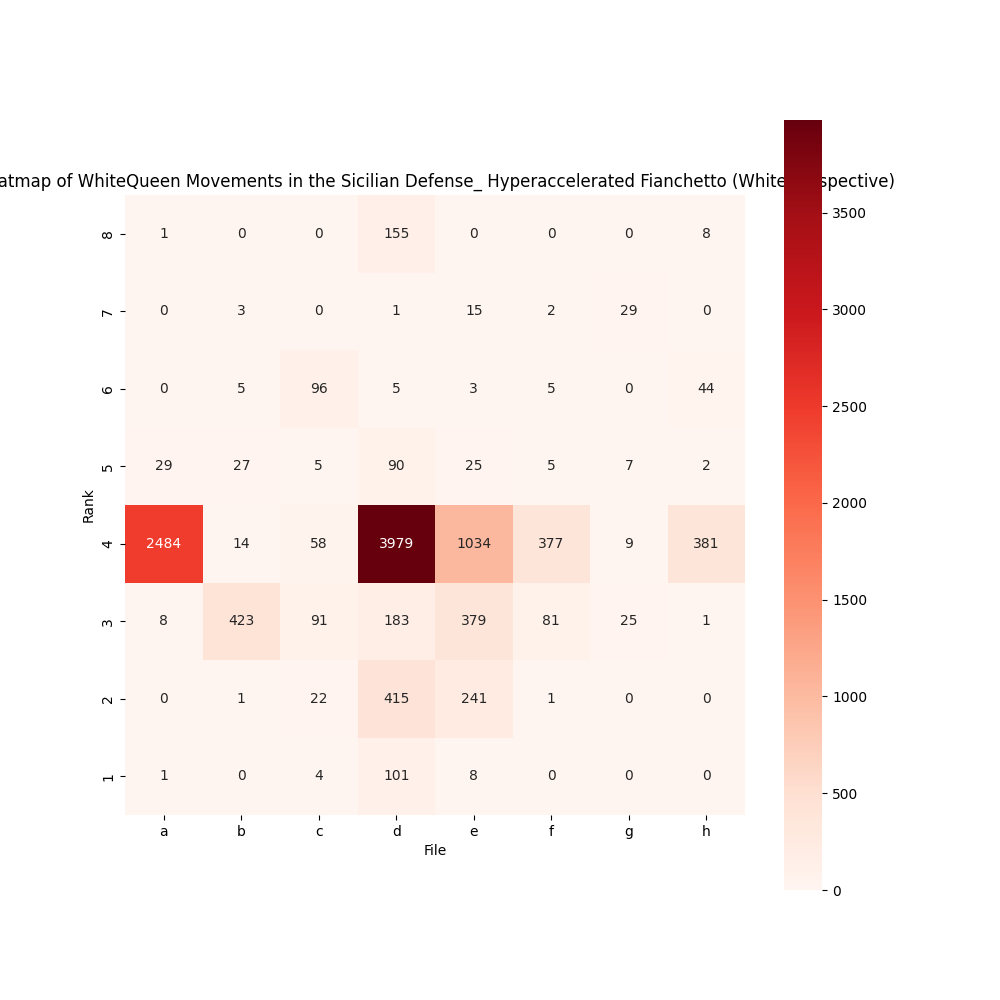 atmap of WhiteQueen Movements in the Sicilian Defense_ Hyperaccelerated Fianchetto (White spective)
8 1 0 0 155 0 0 0 8
7 0 3 0 1 15 2 29 0
6 0 5 96 5 3 5 0 44
5 29 27 5 90 25 5 7 2
4 2484 14 58 3979 1034 377 9 381
3 8 423 91 183 379 81 25 1
2 0 1 22 415 241 1 0 0
1 1 0 4 101 8 0 0 0
a b c d e f g h
File
Rank
3500
3000
2500
2000
1500
1000
500
0